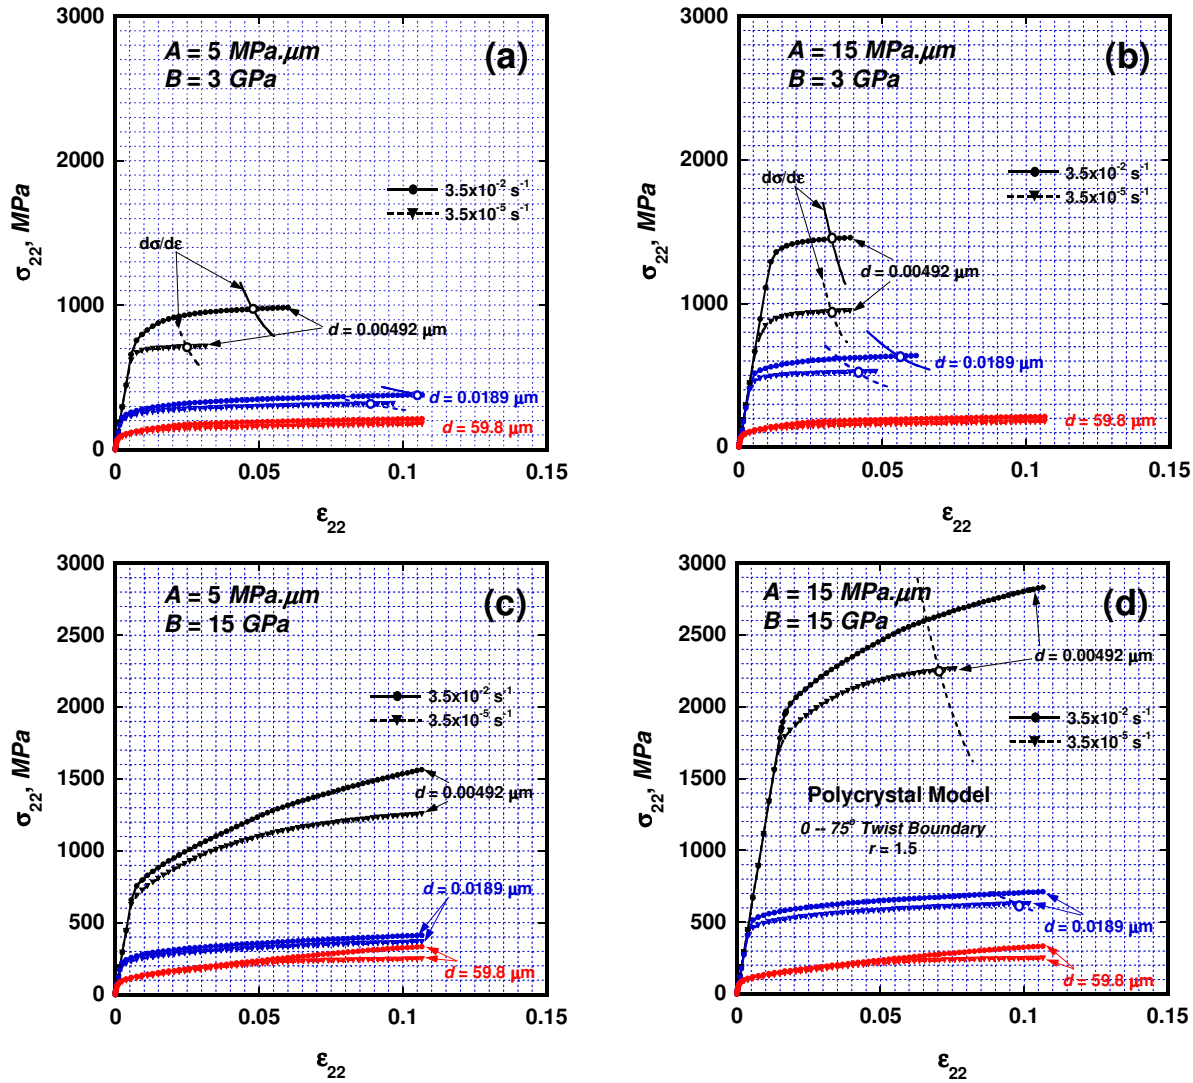 A = 5 MPa.μm
B = 3 GPa
(a)
3.5x10⁻² s⁻¹
3.5x10⁻⁵ s⁻¹
dσ/dε
d = 0.00492 μm
d = 0.0189 μm
d = 59.8 μm
3000
2000
1000
0
0
0.05
0.1
0.15
σ₂₂, MPa
ε₂₂
A = 15 MPa.μm
B = 3 GPa
(b)
dσ/dε
3.5x10⁻² s⁻¹
3.5x10⁻⁵ s⁻¹
d = 0.00492 μm
d = 0.0189 μm
d = 59.8 μm
3000
2000
1000
0
0
0.05
0.1
0.15
σ₂₂, MPa
ε₂₂
A = 5 MPa.μm
B = 15 GPa
(c)
3.5x10⁻² s⁻¹
3.5x10⁻⁵ s⁻¹
d = 0.00492 μm
d = 0.0189 μm
d = 59.8 μm
3000
2500
2000
1500
1000
500
0
0
0.05
0.1
0.15
σ₂₂, MPa
ε₂₂
A = 15 MPa.μm
B = 15 GPa
(d)
d = 0.00492 μm
3.5x10⁻² s⁻¹
3.5x10⁻⁵ s⁻¹
Polycrystal Model
0 -- 75° Twist Boundary
r = 1.5
d = 0.0189 μm
d = 59.8 μm
3000
2500
2000
1500
1000
500
0
0
0.05
0.1
0.15
σ₂₂, MPa
ε₂₂